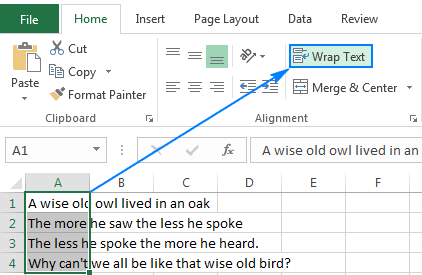 File Home Insert Page Layout Data Review
Cut
Copy
Format Painter
Paste
Clipboard
Wrap Text
Merge & Center
Alignment
A1 fx A wise old owl lived in an
A B C D E F
1 A wise old owl lived in an oak
2 The more he saw the less he spoke
3 The less he spoke the more he heard.
4 Why can't we all be like that wise old bird?